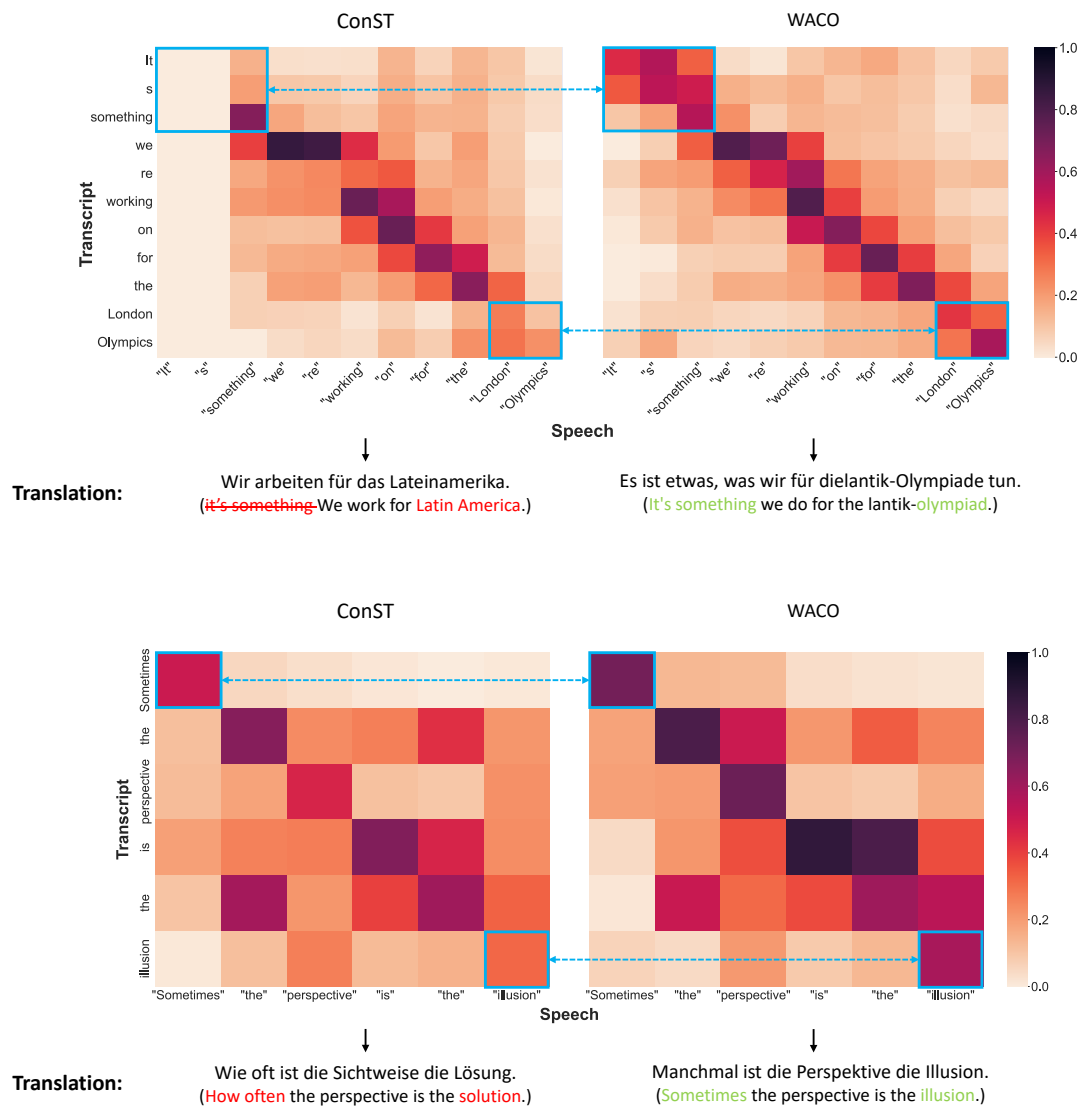 ConST WACO
It
s
something
we
re
working
on
for
the
London
Olympics
Transcript
"It" "s" "something" "we" "re" "working" "on" "for" "the" "London" "Olympics"
"It" "s" "something" "we" "re" "working" "on" "for" "the" "London" "Olympics"
1.0
0.8
0.6
0.4
0.2
0.0
Speech
Translation:
Wir arbeiten für das Lateinamerika.
(it's something We work for Latin America.)
Es ist etwas, was wir für dielantik-Olympiade tun.
(It's something we do for the lantik-olympiad.)
ConST WACO
Sometimes
the
perspective
is
the
illusion
Transcript
"Sometimes" "the" "perspective" "is" "the" "illusion"
"Sometimes" "the" "perspective" "is" "the" "illusion"
1.0
0.8
0.6
0.4
0.2
0.0
Speech
Translation:
Wie oft ist die Sichtweise die Lösung.
(How often the perspective is the solution.)
Manchmal ist die Perspektive die Illusion.
(Sometimes the perspective is the illusion.)